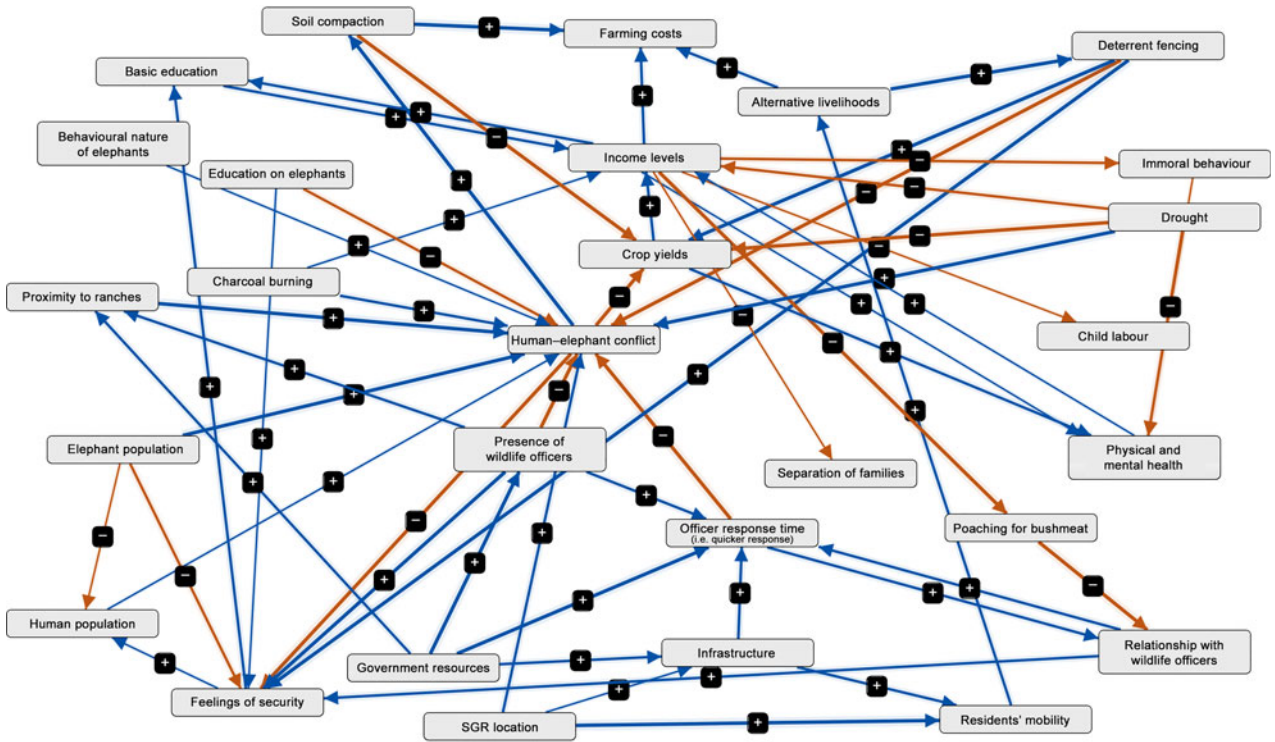 Soil compaction
Farming costs
Deterrent fencing
Basic education
Alternative livelihoods
Behavioural nature
of elephants
Income levels
Immoral behaviour
Education on elephants
Drought
Crop yields
Charcoal burning
Proximity to ranches
Human–elephant conflict
Child labour
Elephant population
Presence of
wildlife officers
Physical and
mental health
Separation of families
Officer response time
(i.e. quicker response)
Poaching for bushmeat
Human population
Infrastructure
Relationship with
wildlife officers
Government resources
Feelings of security
SGR location
Residents' mobility